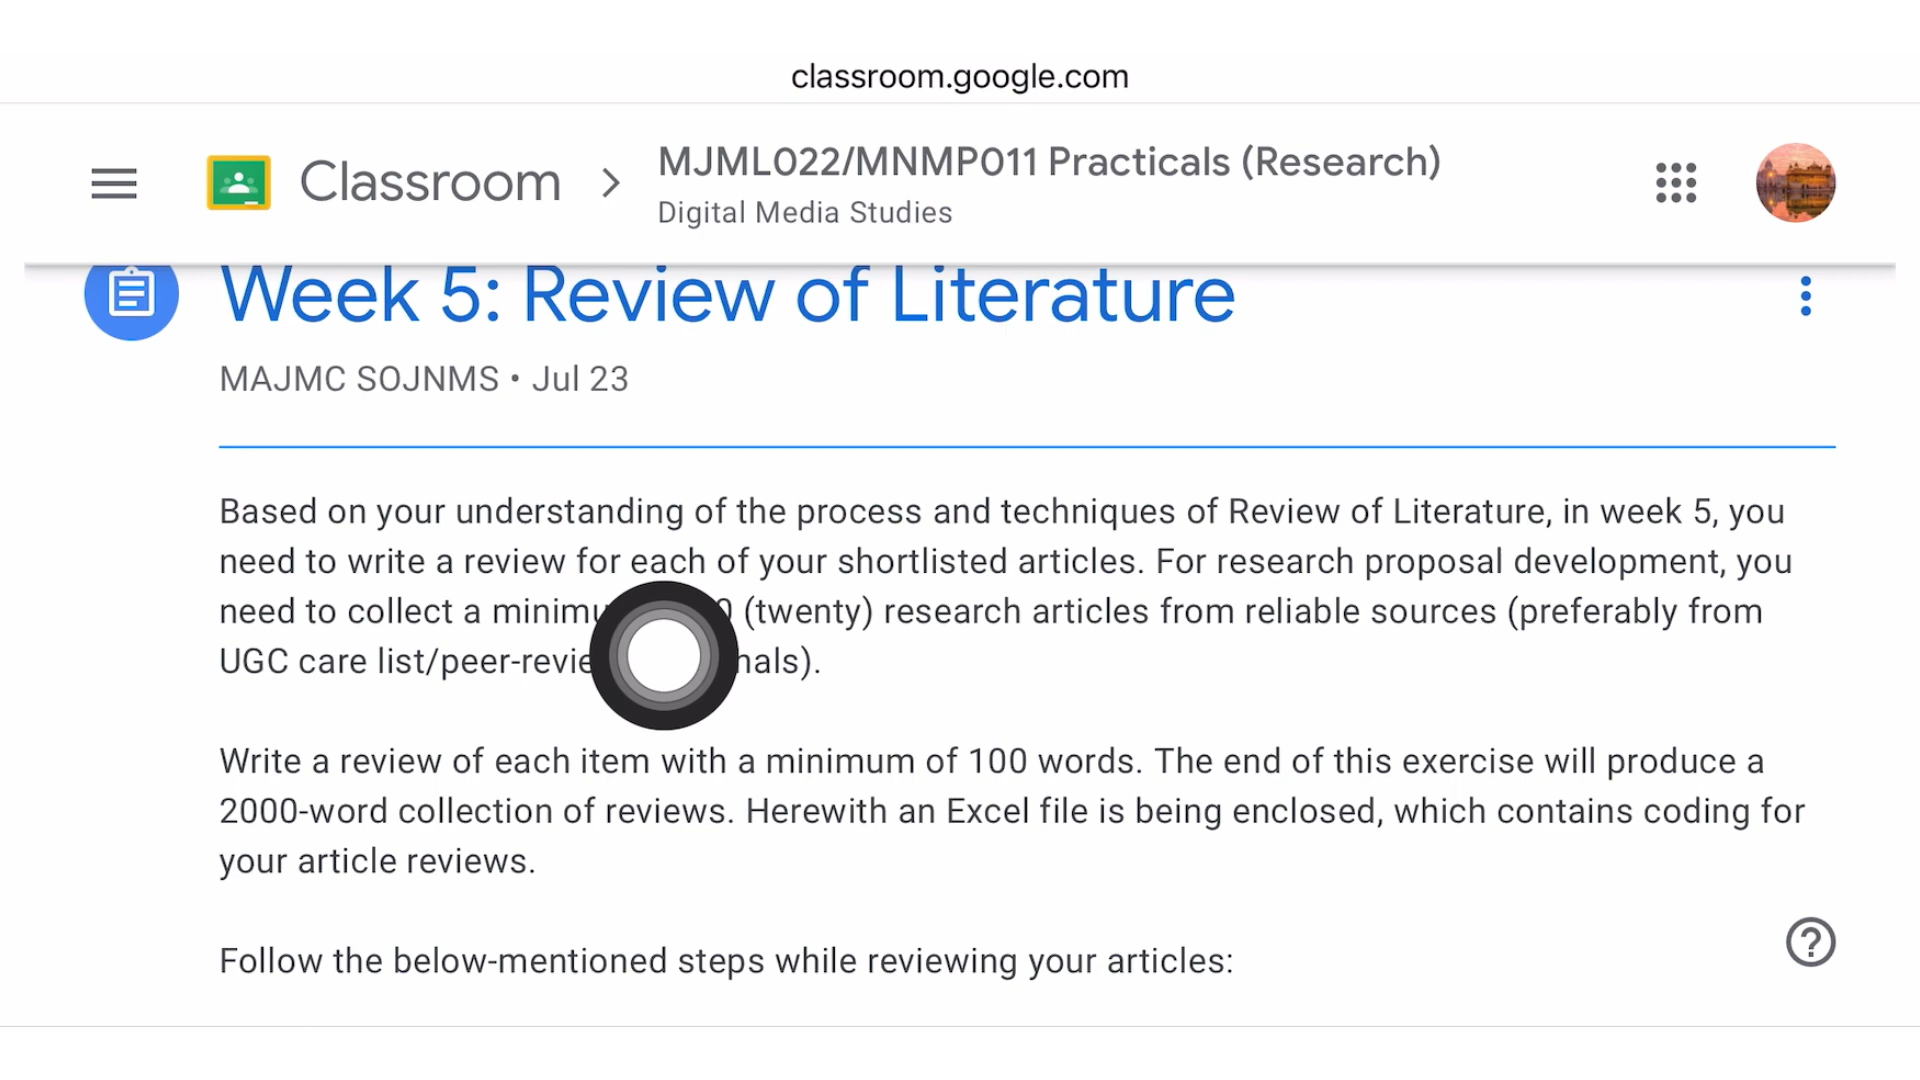 classroom.google.com
Classroom
MJML022/MNMP011 Practicals (Research)
Digital Media Studies
Week 5: Review of Literature
MAJMC SOJNMS • Jul 23
Based on your understanding of the process and techniques of Review of Literature, in week 5, you
need to write a review for each of your shortlisted articles. For research proposal development, you
need to collect a (twenty) research articles from reliable sources (preferably from
UGC care list/
Write a review of each item with a minimum of 100 words. The end of this exercise will produce a
2000-word collection of reviews. Herewith an Excel file is being enclosed, which contains coding for
your article reviews.
Follow the below-mentioned steps while reviewing your articles: